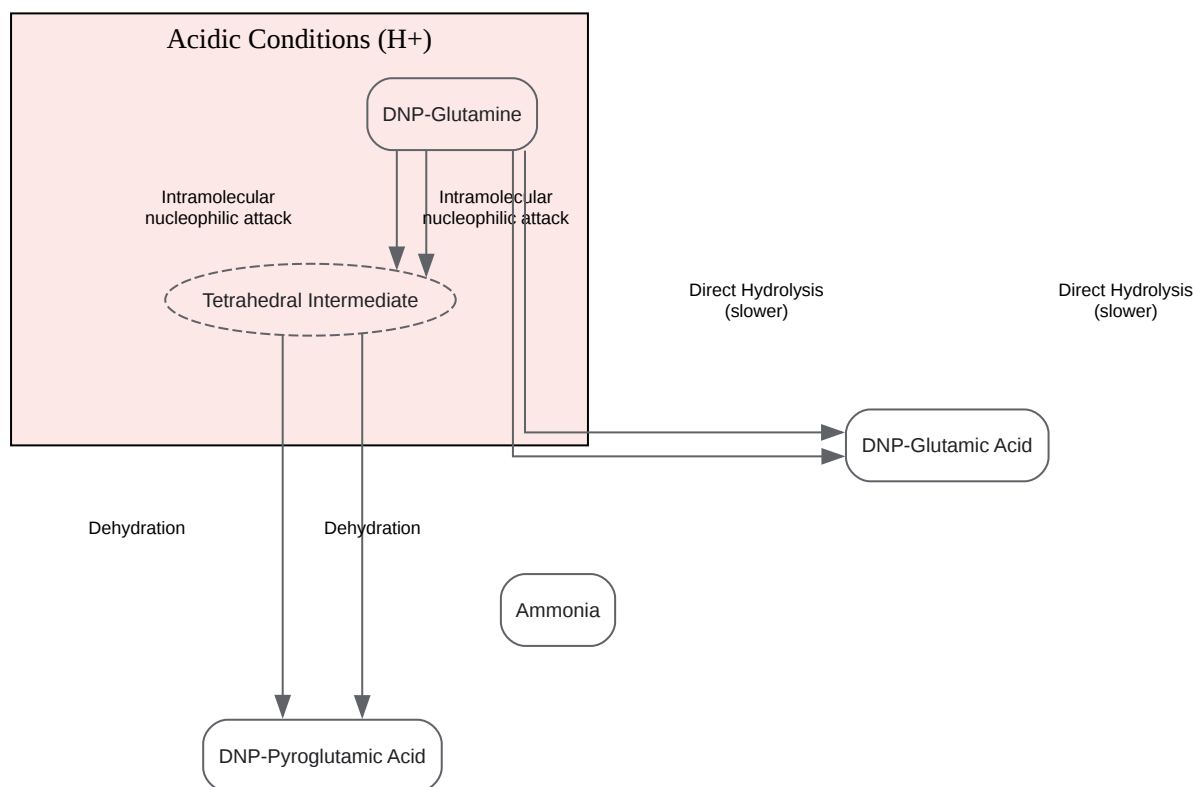 Acidic Conditions (H+)
DNP-Glutamine
Intramolecular
nucleophilic attack
Intramolecular
nucleophilic attack
Tetrahedral Intermediate
Direct Hydrolysis
(slower)
Direct Hydrolysis
(slower)
DNP-Glutamic Acid
Dehydration
Dehydration
Ammonia
DNP-Pyroglutamic Acid